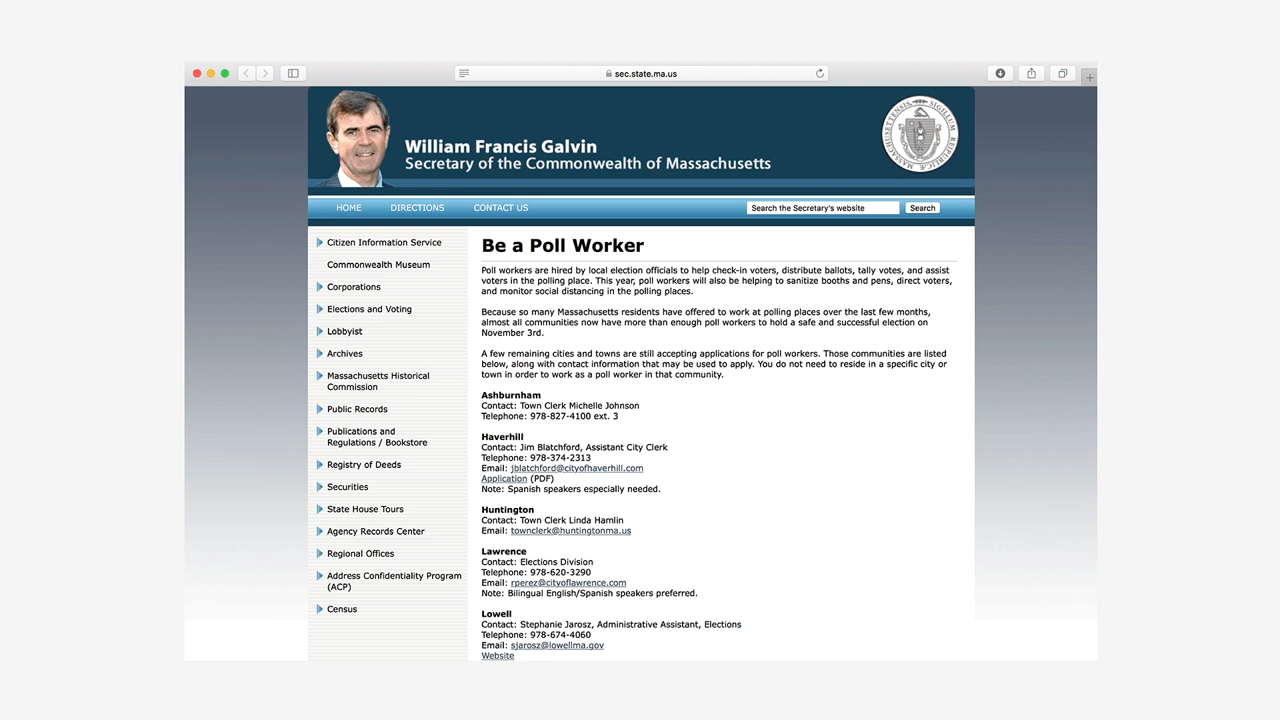 sec.state.ma.us
William Francis Galvin
Secretary of the Commonwealth of Massachusetts
HOME DIRECTIONS CONTACT US
Search the Secretary's website Search
Citizen Information Service
Commonwealth Museum
Corporations
Elections and Voting
Lobbyist
Archives
Massachusetts Historical
Commission
Public Records
Publications and
Regulations / Bookstore
Registry of Deeds
Securities
State House Tours
Agency Records Center
Regional Offices
Address Confidentiality Program
(ACP)
Census
Be a Poll Worker
Poll workers are hired by local election officials to help check-in voters, distribute ballots, tally votes, and assist
voters in the polling place. This year, poll workers will also be helping to sanitize booths and pens, direct voters,
and monitor social distancing in the polling places.
Because so many Massachusetts residents have offered to work at polling places over the last few months,
almost all communities now have more than enough poll workers to hold a safe and successful election on
November 3rd.
A few remaining cities and towns are still accepting applications for poll workers. Those communities are listed
below, along with contact information that may be used to apply. You do not need to reside in a specific city or
town in order to work as a poll worker in that community.
Ashburnham
Contact: Town Clerk Michelle Johnson
Telephone: 978-827-4100 ext. 3
Haverhill
Contact: Jim Blatchford, Assistant City Clerk
Telephone: 978-374-2313
Email: jblatchford@cityofhaverhill.com
Application (PDF)
Note: Spanish speakers especially needed.
Huntington
Contact: Town Clerk Linda Hamlin
Email: townclerk@huntingtonma.us
Lawrence
Contact: Elections Division
Telephone: 978-620-3290
Email: rperez@cityoflawrence.com
Note: Bilingual English/Spanish speakers preferred.
Lowell
Contact: Stephanie Jarosz, Administrative Assistant, Elections
Telephone: 978-674-4060
Email: sjarosz@lowellma.gov
Website